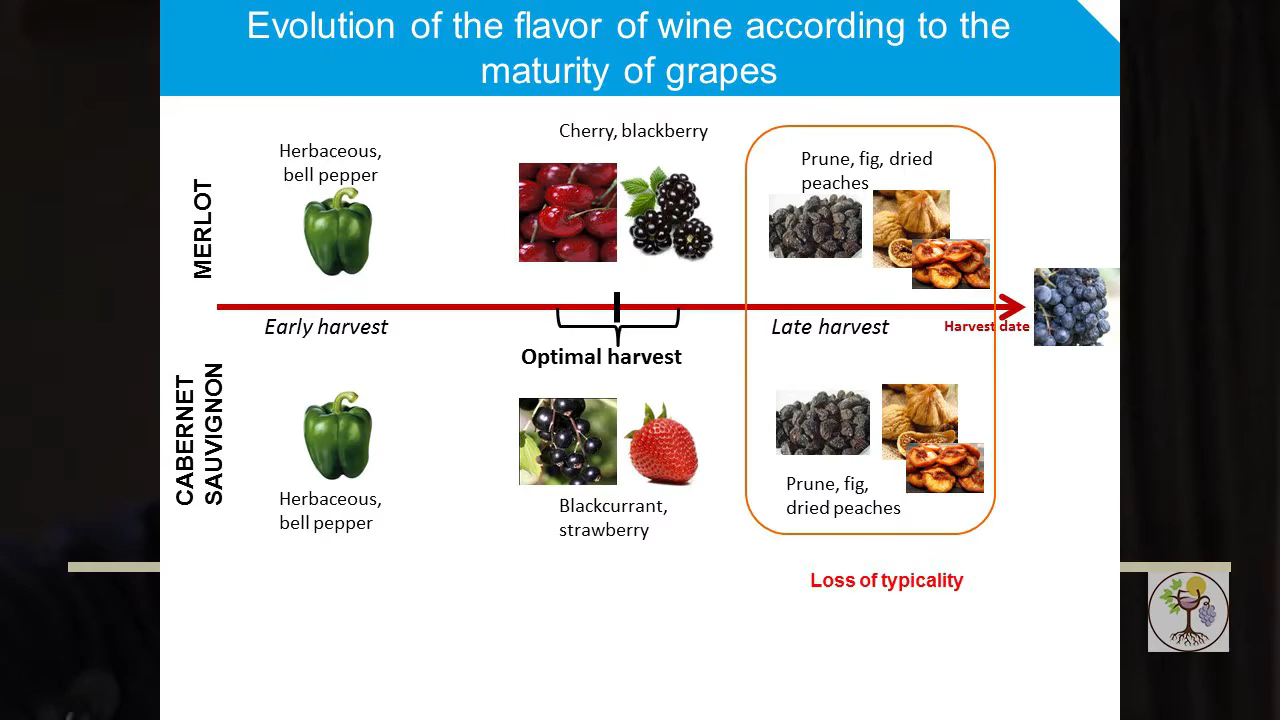 Evolution of the flavor of wine according to the
maturity of grapes
Cherry, blackberry
Herbaceous,
bell pepper
Prune, fig, dried
peaches
MERLOT
Early harvest
Late harvest
Harvest date
Optimal harvest
CABERNET
SAUVIGNON
Herbaceous,
bell pepper
Blackcurrant,
strawberry
Prune, fig,
dried peaches
Loss of typicality